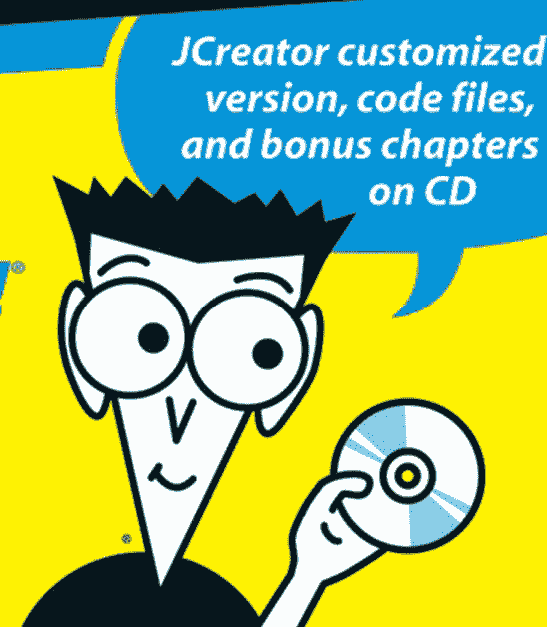 JCreator customized
version, code files,
and bonus chapters
on CD
®
®